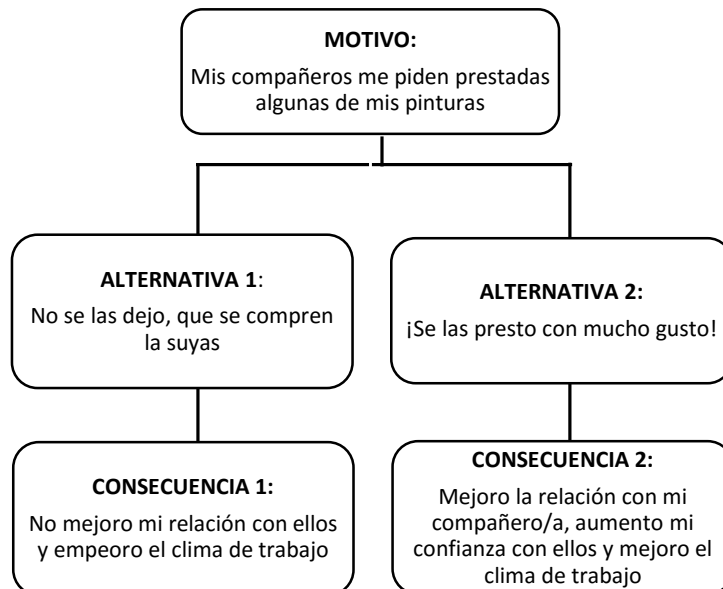 MOTIVO:
Mis compañeros me piden prestadas
algunas de mis pinturas
ALTERNATIVA 1:
No se las dejo, que se compren
la suyas
ALTERNATIVA 2:
¡Se las presto con mucho gusto!
CONSECUENCIA 1:
No mejoro mi relación con ellos
y empeoro el clima de trabajo
CONSECUENCIA 2:
Mejoro la relación con mi
compañero/a, aumento mi
confianza con ellos y mejoro el
clima de trabajo